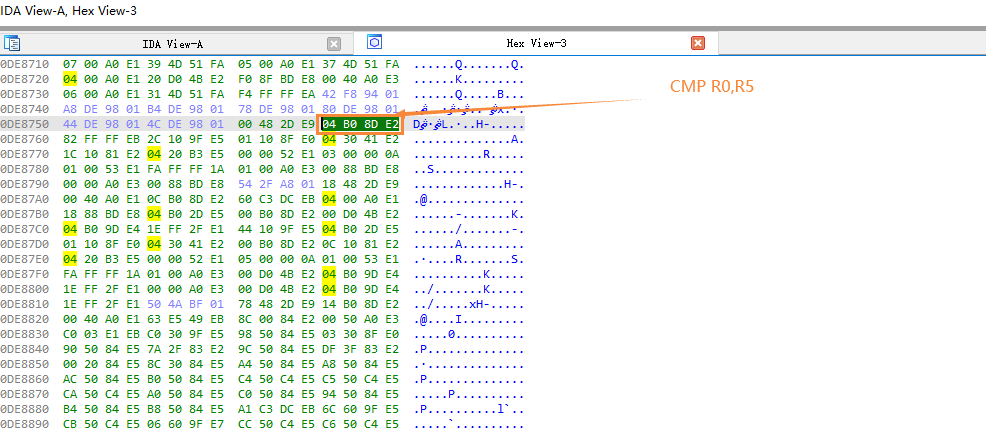 IDA View-A, Hex View-3
IDA View-A Hex View-3
0DE8710 07 00 A0 E1 39 4D 51 FA 05 00 A0 E1 37 4D 51 FA ......Q.......Q.
CMP R0,R5
0DE8720 04 00 A0 E1 20 D0 4B E2 F0 8F BD E8 00 40 A0 E3 ......K.........
0DE8730 06 00 A0 E1 31 4D 51 FA F4 FF FF EA 42 F8 94 01 ......Q.....B...
0DE8740 A8 DE 98 01 B4 DE 98 01 78 DE 98 01 80 DE 98 01
0DE8750 44 DE 98 01 4C DE 98 01 00 48 2D E9 04 B0 8D E2
0DE8760 82 FF FF EB 2C 10 9F E5 01 10 8F E0 04 30 41 E2 ..............A.
0DE8770 1C 10 81 E2 04 20 B3 E5 00 00 52 E1 03 00 00 0A ..........R.....
0DE8780 01 00 53 E1 FA FF FF 1A 01 00 A0 E3 00 88 BD E8 ..S.............
0DE8790 00 00 A0 E3 00 88 BD E8 54 2F A8 01 18 48 2D E9 .............H-.
0DE87A0 00 40 A0 E1 0C B0 8D E2 60 C3 DC EB 04 00 A0 E1 .@..............
0DE87B0 18 88 BD E8 04 B0 2D E5 00 B0 8D E2 00 D0 4B E2 ......-.......K.
0DE87C0 04 B0 9D E4 1E FF 2F E1 44 10 9F E5 04 B0 2D E5 ....../.......-.
0DE87D0 01 10 8F E0 04 30 41 E2 00 B0 8D E2 0C 10 81 E2 ......A.........
0DE87E0 04 20 B3 E5 00 00 52 E1 05 00 00 0A 01 00 53 E1 ......R.......S.
0DE87F0 FA FF FF 1A 01 00 A0 E3 00 D0 4B E2 04 B0 9D E4 ..........K.....
0DE8800 1E FF 2F E1 00 00 A0 E3 00 D0 4B E2 04 B0 9D E4 ../.......K.....
0DE8810 1E FF 2F E1 50 4A BF 01 78 48 2D E9 14 B0 8D E2 ../.....xH-.....
0DE8820 00 40 A0 E1 63 E5 49 EB 8C 00 84 E2 00 50 A0 E3 .@....I.........
0DE8830 C0 03 E1 EB C0 30 9F E5 98 50 84 E5 03 30 8F E0 .....0..........
0DE8840 90 50 84 E5 7A 2F 83 E2 9C 50 84 E5 DF 3F 83 E2 .P..............
0DE8850 00 20 84 E5 8C 30 84 E5 A4 50 84 E5 A8 50 84 E5 ................
0DE8860 AC 50 84 E5 B0 50 84 E5 C4 50 C4 E5 C5 50 C4 E5 .P..............
0DE8870 CA 50 C4 E5 A0 50 84 E5 C0 50 84 E5 94 50 84 E5 .P..............
0DE8880 B4 50 84 E5 B8 50 84 E5 A1 C3 DC EB 6C 60 9F E5 .P..........l`..
0DE8890 CB 50 C4 E5 06 60 9F E7 CC 50 C4 E5 C6 50 C4 E5 .....`..........